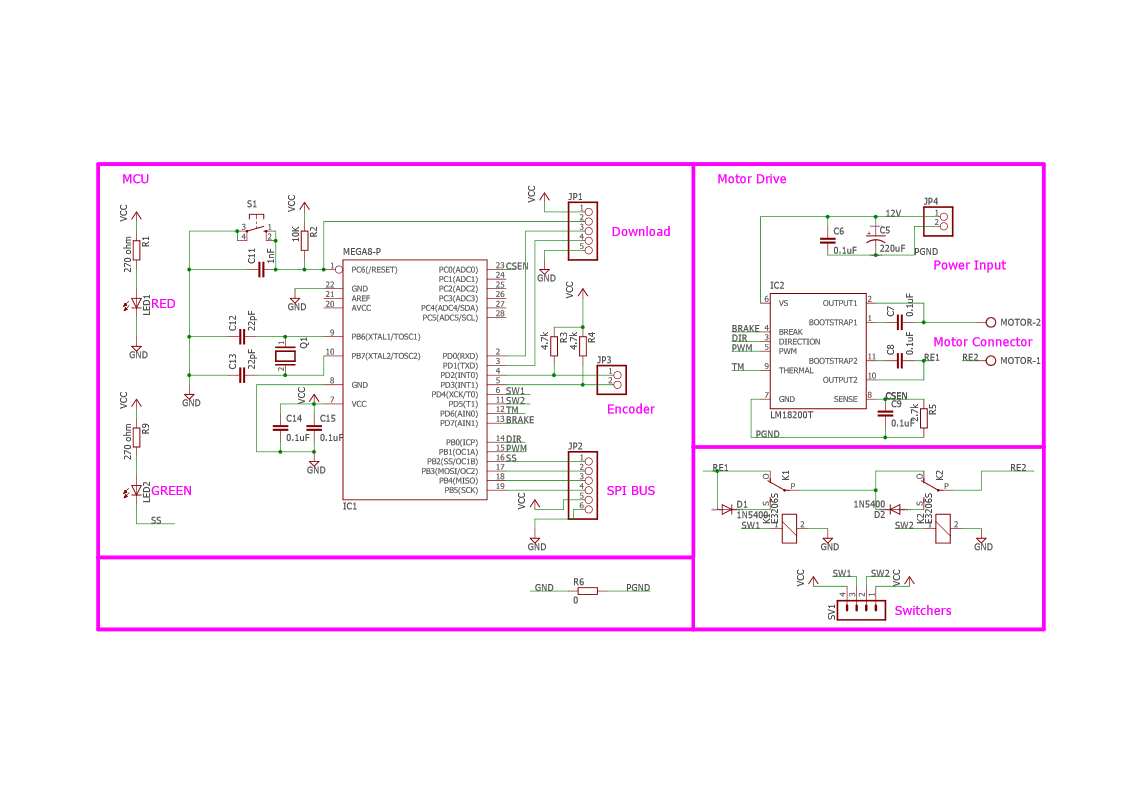 MCU
Motor Drive
VCC
R1
270 ohm
LED1
RED
GND
VCC
R9
270 ohm
LED2
GREEN
SS
S1
3
4
1
2
C11
1nF
VCC
10K
R2
C12
22pF
C13
22pF
Q1
1
2
GND
GND
VCC
C14
0.1uF
C15
0.1uF
GND
MEGA8-P
1 PC6(/RESET)
22 GND
21 AREF
20 AVCC
9 PB6(XTAL1/TOSC1)
10 PB7(XTAL2/TOSC2)
8 GND
7 VCC
PC0(ADC0) 23 CSEN
PC1(ADC1) 24
PC2(ADC2) 25
PC3(ADC3) 26
PC4(ADC4/SDA) 27
PC5(ADC5/SCL) 28
PD0(RXD) 2
PD1(TXD) 3
PD2(INT0) 4
PD3(INT1) 5
PD4(XCK/T0) 6 SW1
PD5(T1) 11 SW2
PD6(AIN0) 12 TM
PD7(AIN1) 13 BRAKE
PB0(ICP) 14 DIR
PB1(OC1A) 15 PWM
PB2(SS/OC1B) 16 SS
PB3(MOSI/OC2) 17
PB4(MISO) 18
PB5(SCK) 19
IC1
VCC
JP1
1
2
3
4
5
GND
Download
VCC
4.7k
R3
4.7k
R4
JP3
1
2
Encoder
JP2
1
2
3
4
5
6
VCC
GND
SPI BUS
GND
R6
0
PGND
JP4
12V
1
2
C6
0.1uF
C5
+
220uF
PGND
Power Input
IC2
6 VS
BRAKE 4 BREAK
DIR 3 DIRECTION
PWM 5 PWM
TM 9 THERMAL
7 GND
OUTPUT1 2
BOOTSTRAP1 1
BOOTSTRAP2 11
OUTPUT2 10
SENSE 8
LM18200T
PGND
C7
0.1uF
C8
0.1uF
RE1
RE2
MOTOR-2
Motor Connector
MOTOR-1
CSEN
C9
0.1uF
2.7k
R5
RE1
K1
O
P
S
D1
1N5400
E3206S
SW1
1
2
GND
K2
O
P
S
RE2
1N5400
D2
K2
E3206S
SW2
1
2
GND
VCC
SW1
SW2
VCC
4
3
2
1
SV1
Switchers